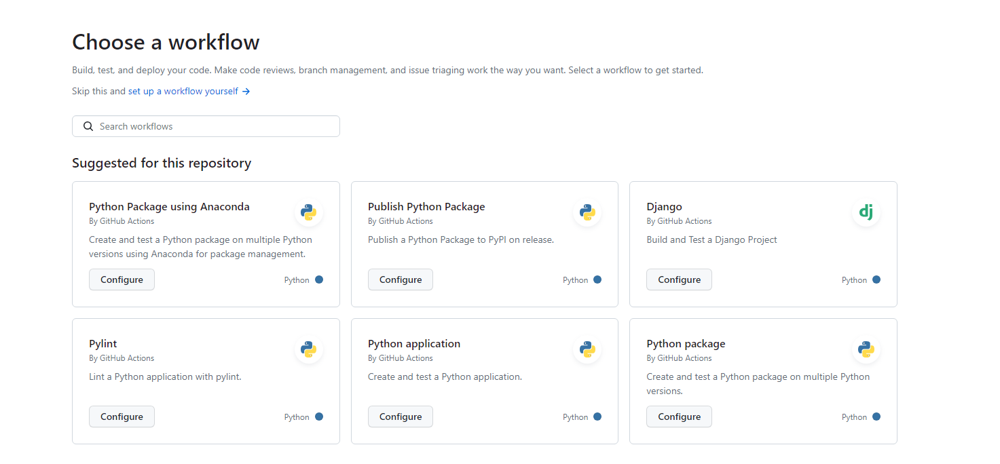 Choose a workflow
Build, test, and deploy your code. Make code reviews, branch management, and issue triaging work the way you want. Select a workflow to get started.
Skip this and set up a workflow yourself →
Search workflows
Suggested for this repository
Python Package using Anaconda
By GitHub Actions
Create and test a Python package on multiple Python
versions using Anaconda for package management.
Configure
Python
Publish Python Package
By GitHub Actions
Publish a Python Package to PyPI on release.
Configure
Python
Django
dj
By GitHub Actions
Build and Test a Django Project
Configure
Python
Pylint
By GitHub Actions
Lint a Python application with pylint.
Configure
Python
Python application
By GitHub Actions
Create and test a Python application.
Configure
Python
Python package
By GitHub Actions
Create and test a Python package on multiple Python
versions.
Configure
Python